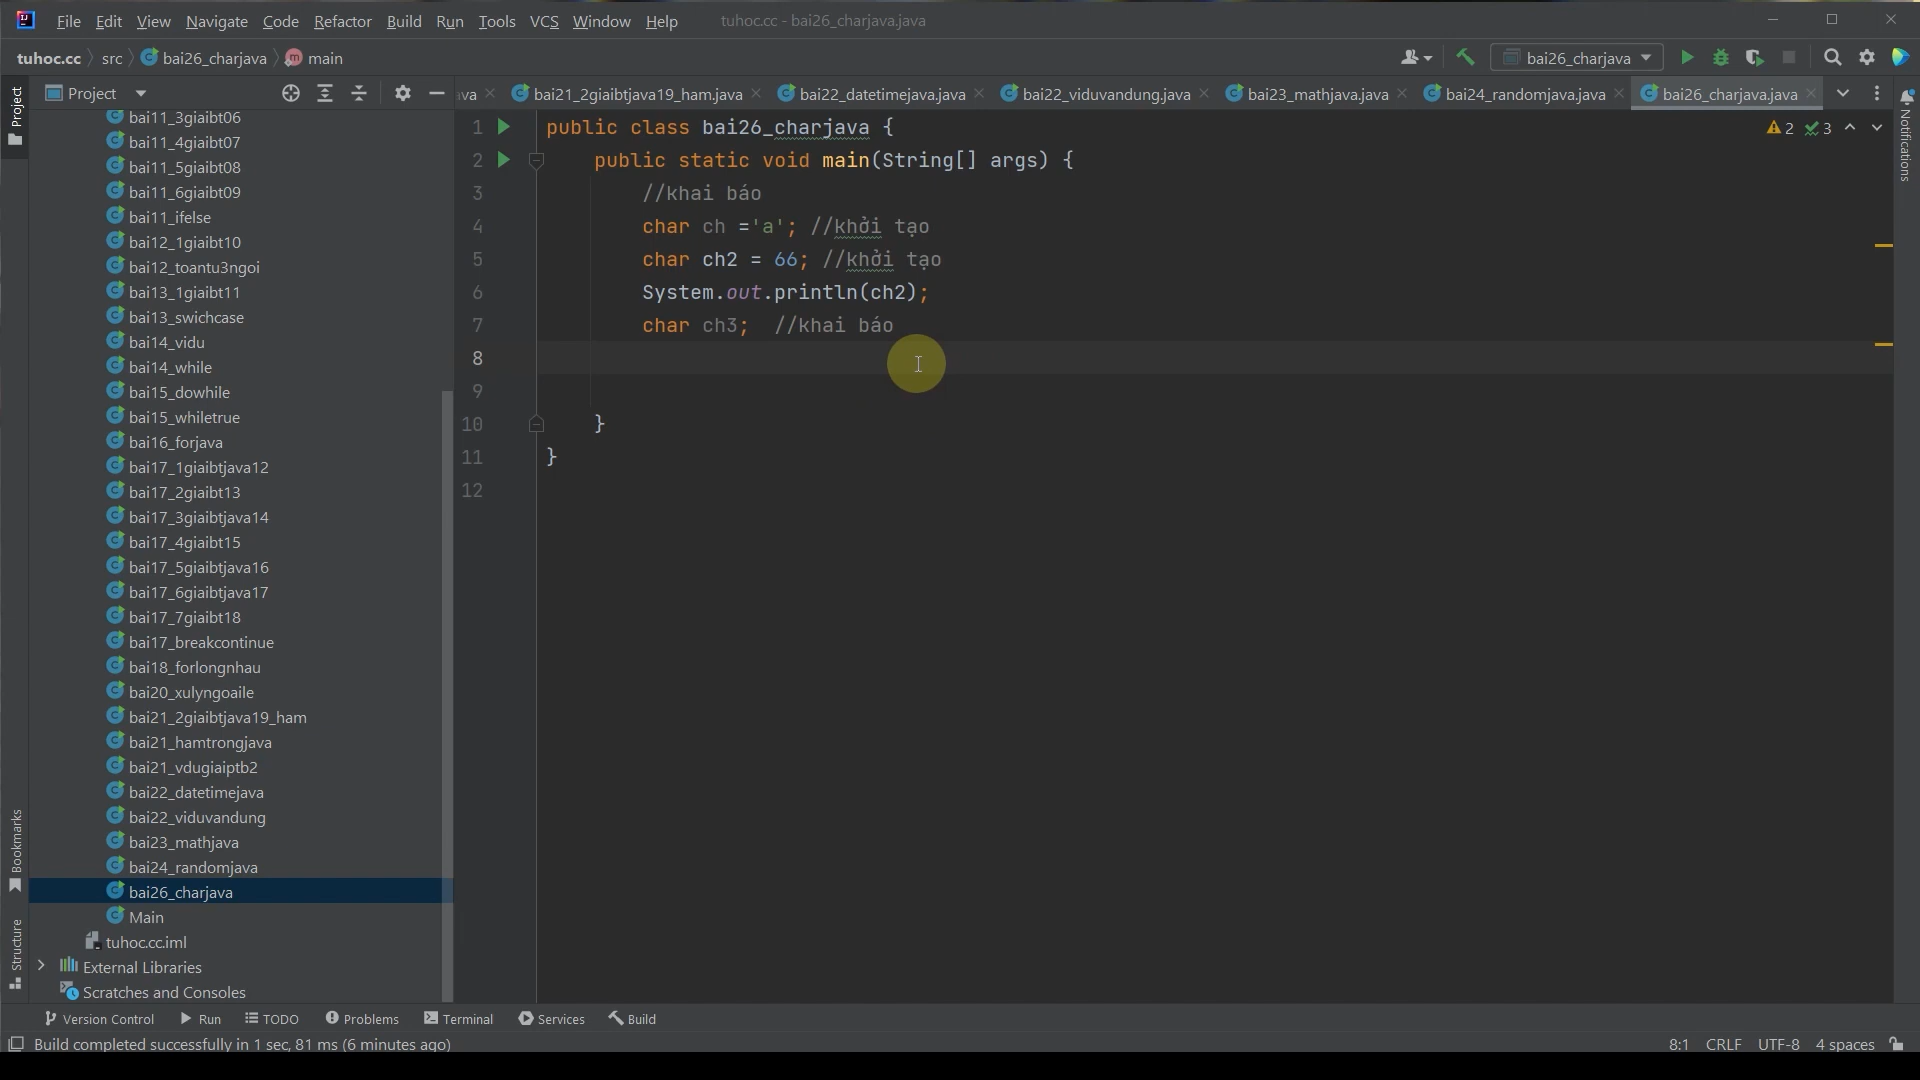 File Edit View Navigate Code Refactor Build Run Tools VCS Window Help tuhoc.cc - bai26_charjava.java
tuhoc.cc src bai26_charjava main bai26_charjava
Project
va bai21_2giaibtjava19_ham.java bai22_datetimejava.java bai22_viduvandung.java bai23_mathjava.java bai24_randomjava.java bai26_charjava.java
Project
Bookmarks
Structure
Notifications
bai11_3giaibt06
bai11_4giaibt07
bai11_5giaibt08
bai11_6giaibt09
bai11_ifelse
bai12_1giaibt10
bai12_toantu3ngoi
bai13_1giaibt11
bai13_swichcase
bai14_vidu
bai14_while
bai15_dowhile
bai15_whiletrue
bai16_forjava
bai17_1giaibtjava12
bai17_2giaibt13
bai17_3giaibtjava14
bai17_4giaibt15
bai17_5giaibtjava16
bai17_6giaibtjava17
bai17_7giaibt18
bai17_breakcontinue
bai18_forlongnhau
bai20_xulyngoaile
bai21_2giaibtjava19_ham
bai21_hamtrongjava
bai21_vdugiaiptb2
bai22_datetimejava
bai22_viduvandung
bai23_mathjava
bai24_randomjava
bai26_charjava
Main
tuhoc.cc.iml
External Libraries
Scratches and Consoles
1 public class bai26_charjava {
2 public static void main(String[] args) {
3 //khai báo
4 char ch ='a'; //khởi tạo
5 char ch2 = 66; //khởi tạo
6 System.out.println(ch2);
7 char ch3; //khai báo
8
9
10 }
11 }
12
2 3
Version Control Run TODO Problems Terminal Services Build
Build completed successfully in 1 sec, 81 ms (6 minutes ago) 8:1 CRLF UTF-8 4 spaces